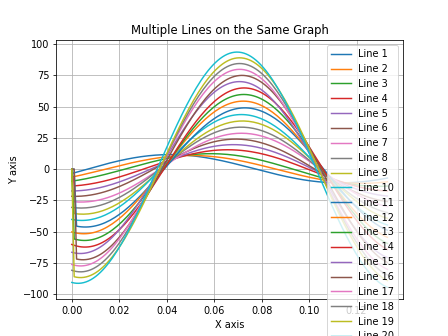 Multiple Lines on the Same Graph
Y axis
100
75
50
25
0
−25
−50
−75
−100
0.00
0.02
0.04
0.06
0.08
0.10
X axis
Line 1
Line 2
Line 3
Line 4
Line 5
Line 6
Line 7
Line 8
Line 9
Line 10
Line 11
Line 12
Line 13
Line 14
Line 15
Line 16
Line 17
Line 18
Line 19
Line 20